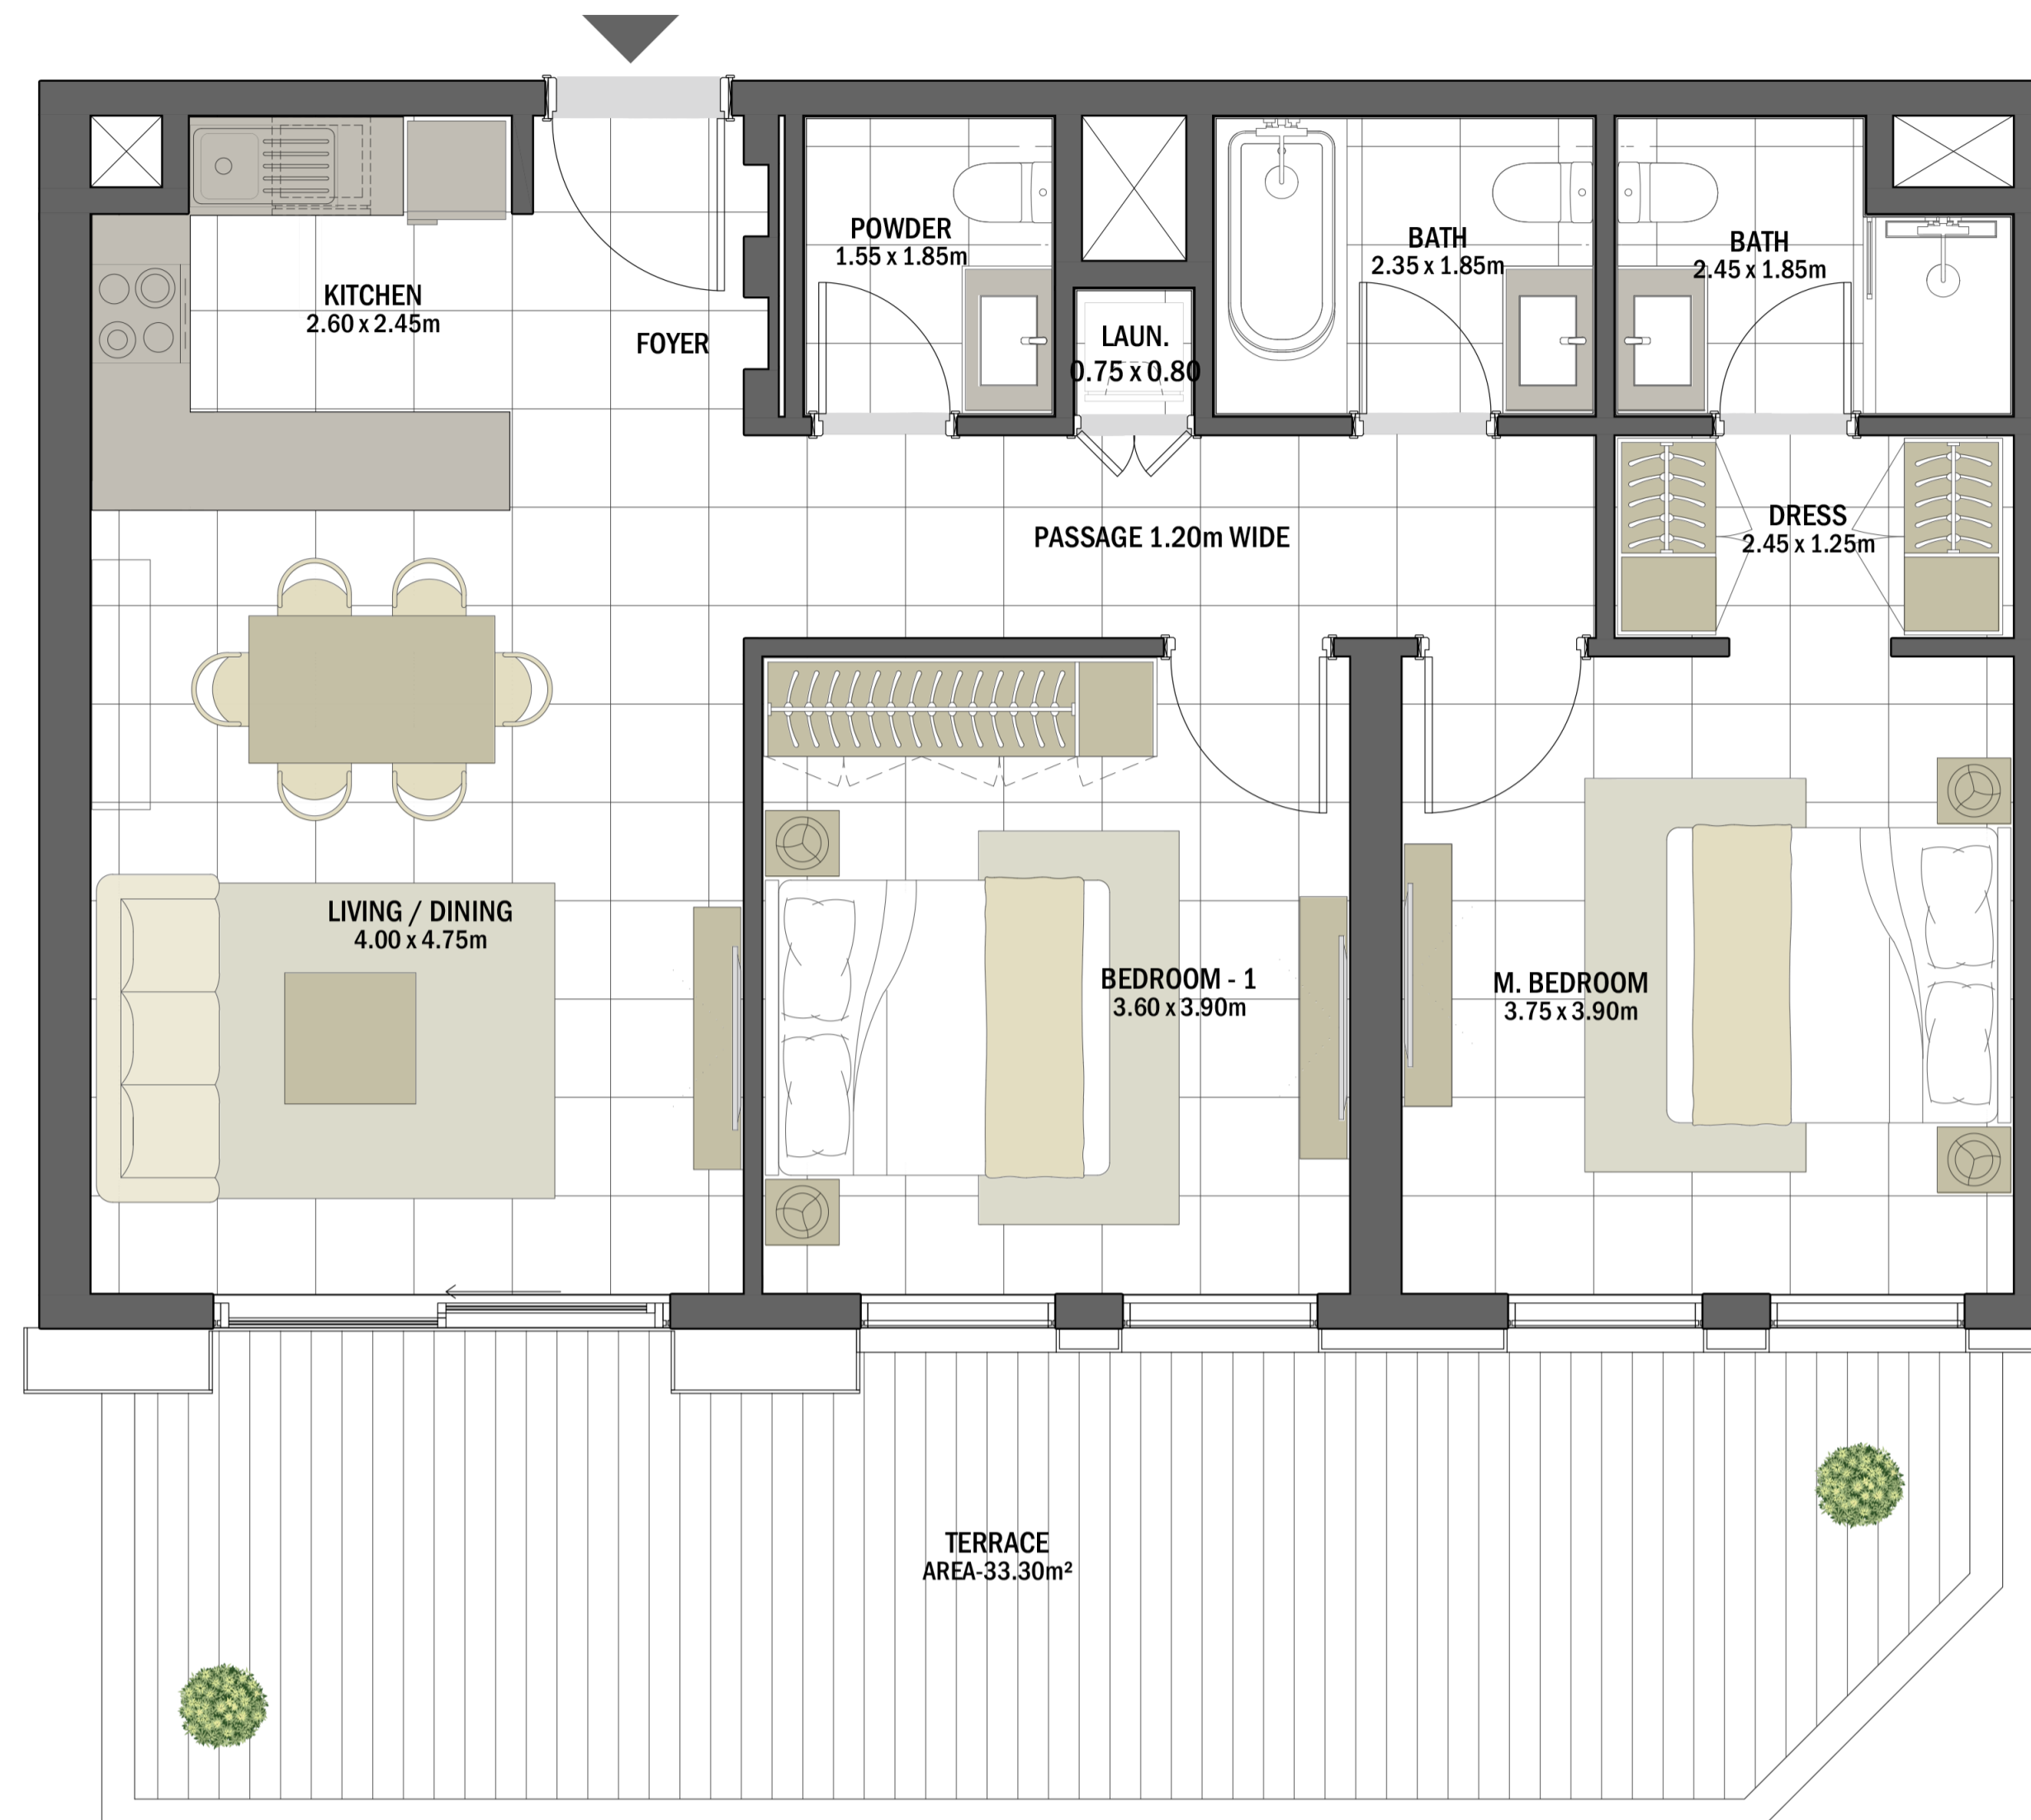 POWDER
1.55 x 1.85m
BATH
2.35 x 1.85m
BATH
2.45 x 1.85m
KITCHEN
2.60 x 2.45m
FOYER
LAUN.
0.75 x 0.80
PASSAGE 1.20m WIDE
DRESS
2.45 x 1.25m
LIVING / DINING
4.00 x 4.75m
BEDROOM - 1
3.60 x 3.90m
M. BEDROOM
3.75 x 3.90m
TERRACE
AREA-33.30m²